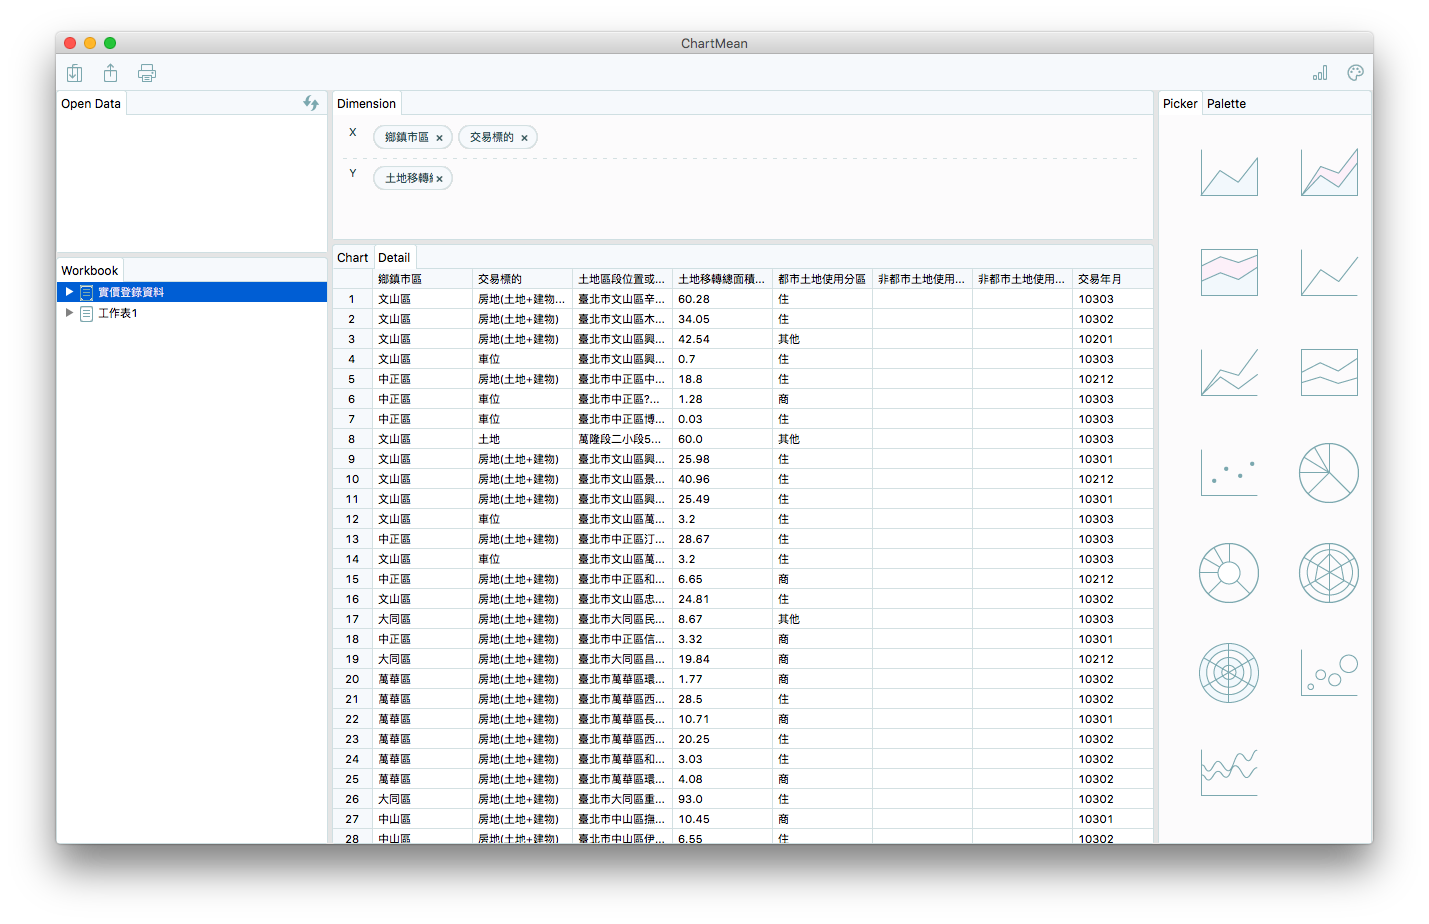 ChartMean
Open Data
Workbook
實價登錄資料
工作表1
Dimension
X 鄉鎮市區 × 交易標的 ×
Y 土地移轉 ×
Chart Detail
鄉鎮市區 交易標的 土地區段位置或... 土地移轉總面積... 都市土地使用分區 非都市土地使用... 非都市土地使用... 交易年月
1 文山區 房地(土地+建物... 臺北市文山區辛... 60.28 住 10303
2 文山區 房地(土地+建物) 臺北市文山區木... 34.05 住 10302
3 文山區 房地(土地+建物) 臺北市文山區興... 42.54 其他 10201
4 文山區 車位 臺北市文山區興... 0.7 住 10303
5 中正區 房地(土地+建物) 臺北市中正區中... 18.8 住 10212
6 中正區 車位 臺北市中正區?... 1.28 商 10303
7 中正區 車位 臺北市中正區博... 0.03 住 10303
8 文山區 土地 萬隆段二小段5... 60.0 其他 10303
9 文山區 房地(土地+建物) 臺北市文山區興... 25.98 住 10301
10 文山區 房地(土地+建物) 臺北市文山區景... 40.96 住 10212
11 文山區 房地(土地+建物) 臺北市文山區興... 25.49 住 10301
12 文山區 車位 臺北市文山區萬... 3.2 住 10303
13 中正區 房地(土地+建物) 臺北市中正區汀... 28.67 住 10303
14 文山區 車位 臺北市文山區萬... 3.2 住 10303
15 中正區 房地(土地+建物) 臺北市中正區和... 6.65 商 10212
16 文山區 房地(土地+建物) 臺北市文山區忠... 24.81 住 10302
17 大同區 房地(土地+建物) 臺北市大同區民... 8.67 其他 10303
18 中正區 房地(土地+建物) 臺北市中正區信... 3.32 商 10301
19 大同區 房地(土地+建物) 臺北市大同區昌... 19.84 商 10212
20 萬華區 房地(土地+建物) 臺北市萬華區環... 1.77 商 10302
21 萬華區 房地(土地+建物) 臺北市萬華區西... 28.5 住 10302
22 萬華區 房地(土地+建物) 臺北市萬華區長... 10.71 商 10301
23 萬華區 房地(土地+建物) 臺北市萬華區西... 20.25 住 10302
24 萬華區 房地(土地+建物) 臺北市萬華區和... 3.03 住 10302
25 萬華區 房地(土地+建物) 臺北市萬華區環... 4.08 商 10302
26 大同區 房地(土地+建物) 臺北市大同區重... 93.0 住 10302
27 中山區 房地(土地+建物) 臺北市中山區撫... 10.45 商 10301
28 中山區 房地(土地+建物) 臺北市中山區伊... 6.55 住 10302
Picker Palette